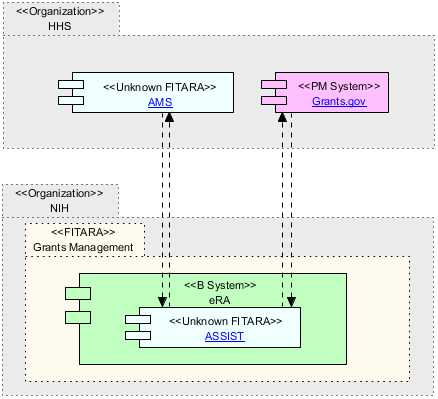 <<Organization>>
HHS
<<Unknown FITARA>>
AMS
<<PM System>>
Grants.gov
<<Organization>>
NIH
<<FITARA>>
Grants Management
<<B System>>
eRA
<<Unknown FITARA>>
ASSIST